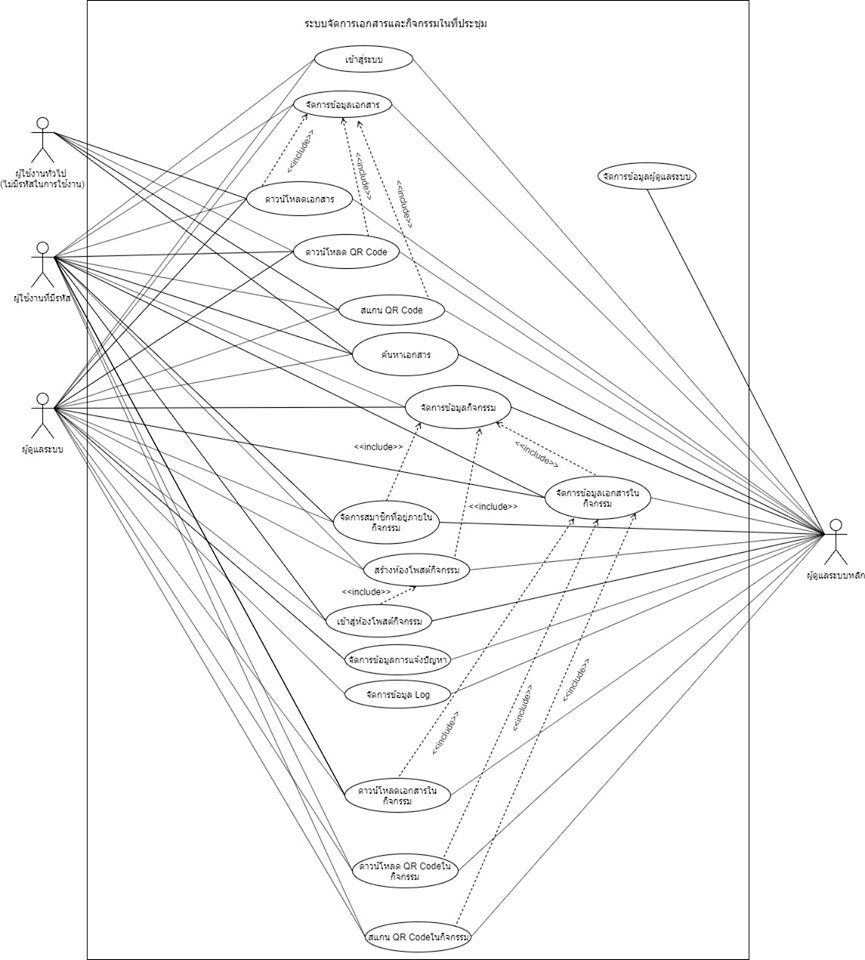 ระบบจัดการเอกสารและกิจกรรมในที่ประชุม
เข้าสู่ระบบ
จัดการข้อมูลเอกสาร
<<include>>
<<include>>
<<include>>
ผู้ใช้งานทั่วไป
(ไม่มีรหัสในการใช้งาน)
จัดการข้อมูลผู้ดูแลระบบ
ดาวน์โหลดเอกสาร
ดาวน์โหลด QR Code
ผู้ใช้งานที่มีรหัส
สแกน QR Code
ค้นหาเอกสาร
จัดการข้อมูลกิจกรรม
ผู้ดูแลระบบ
<<include>>
<<include>>
<<include>>
จัดการข้อมูลเอกสารใน
กิจกรรม
จัดการสมาชิกที่อยู่ภายใน
กิจกรรม
สร้างห้องโพสต์กิจกรรม
ผู้ดูแลระบบหลัก
<<include>>
เข้าสู่ห้องโพสต์กิจกรรม
จัดการข้อมูลการแจ้งปัญหา
จัดการข้อมูล Log
<<include>>
<<include>>
<<include>>
ดาวน์โหลดเอกสารใน
กิจกรรม
ดาวน์โหลด QR Codeใน
กิจกรรม
สแกน QR Codeในกิจกรรม